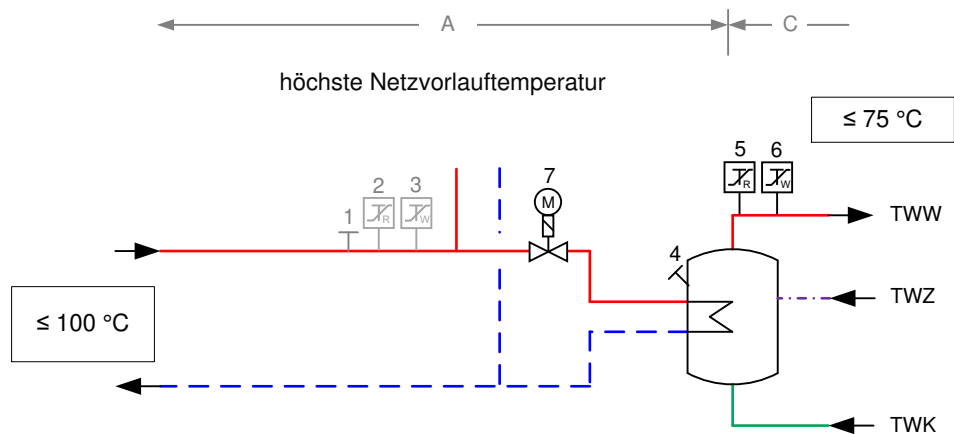 A
C
höchste Netzvorlauftemperatur
≤ 75 °C
5
6
7
2
3
R
W
M
R
W
1
TWW
4
TWZ
≤ 100 °C
TWK